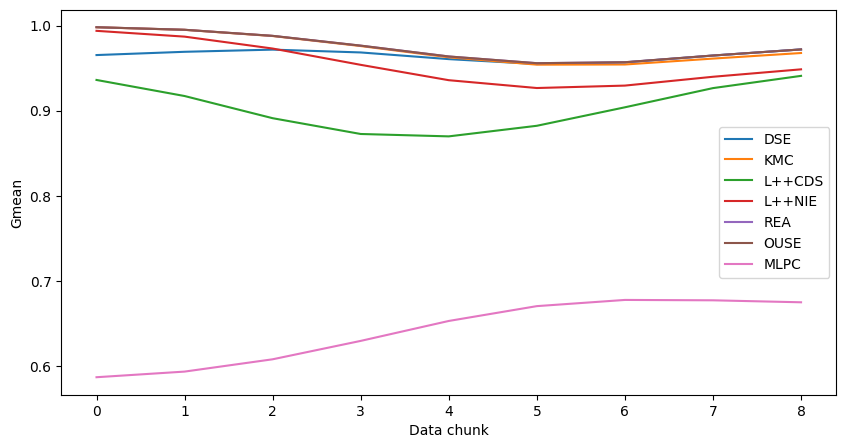 1.0
0.9
0.8
0.7
0.6
Gmean
DSE
KMC
L++CDS
L++NIE
REA
OUSE
MLPC
0 1 2 3 4 5 6 7 8
Data chunk